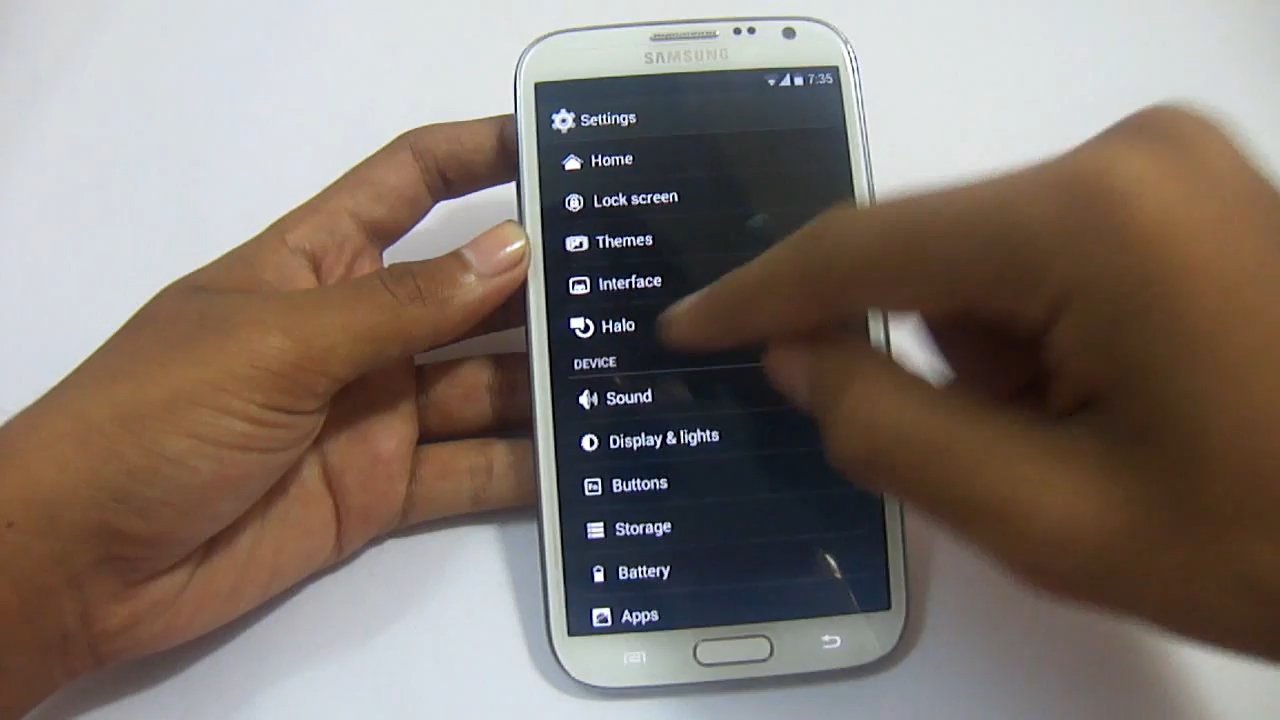 SAMSUNG
7:35
Settings
Home
Lock screen
Themes
Interface
Halo
DEVICE
Sound
Display & lights
Buttons
Storage
Battery
Apps